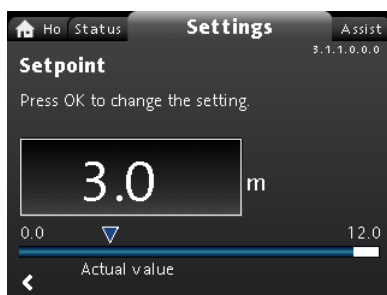 Ho Status Settings Assist
3.1.1.0.0.0
Setpoint
Press OK to change the setting.
3.0 m
0.0 12.0
Actual value